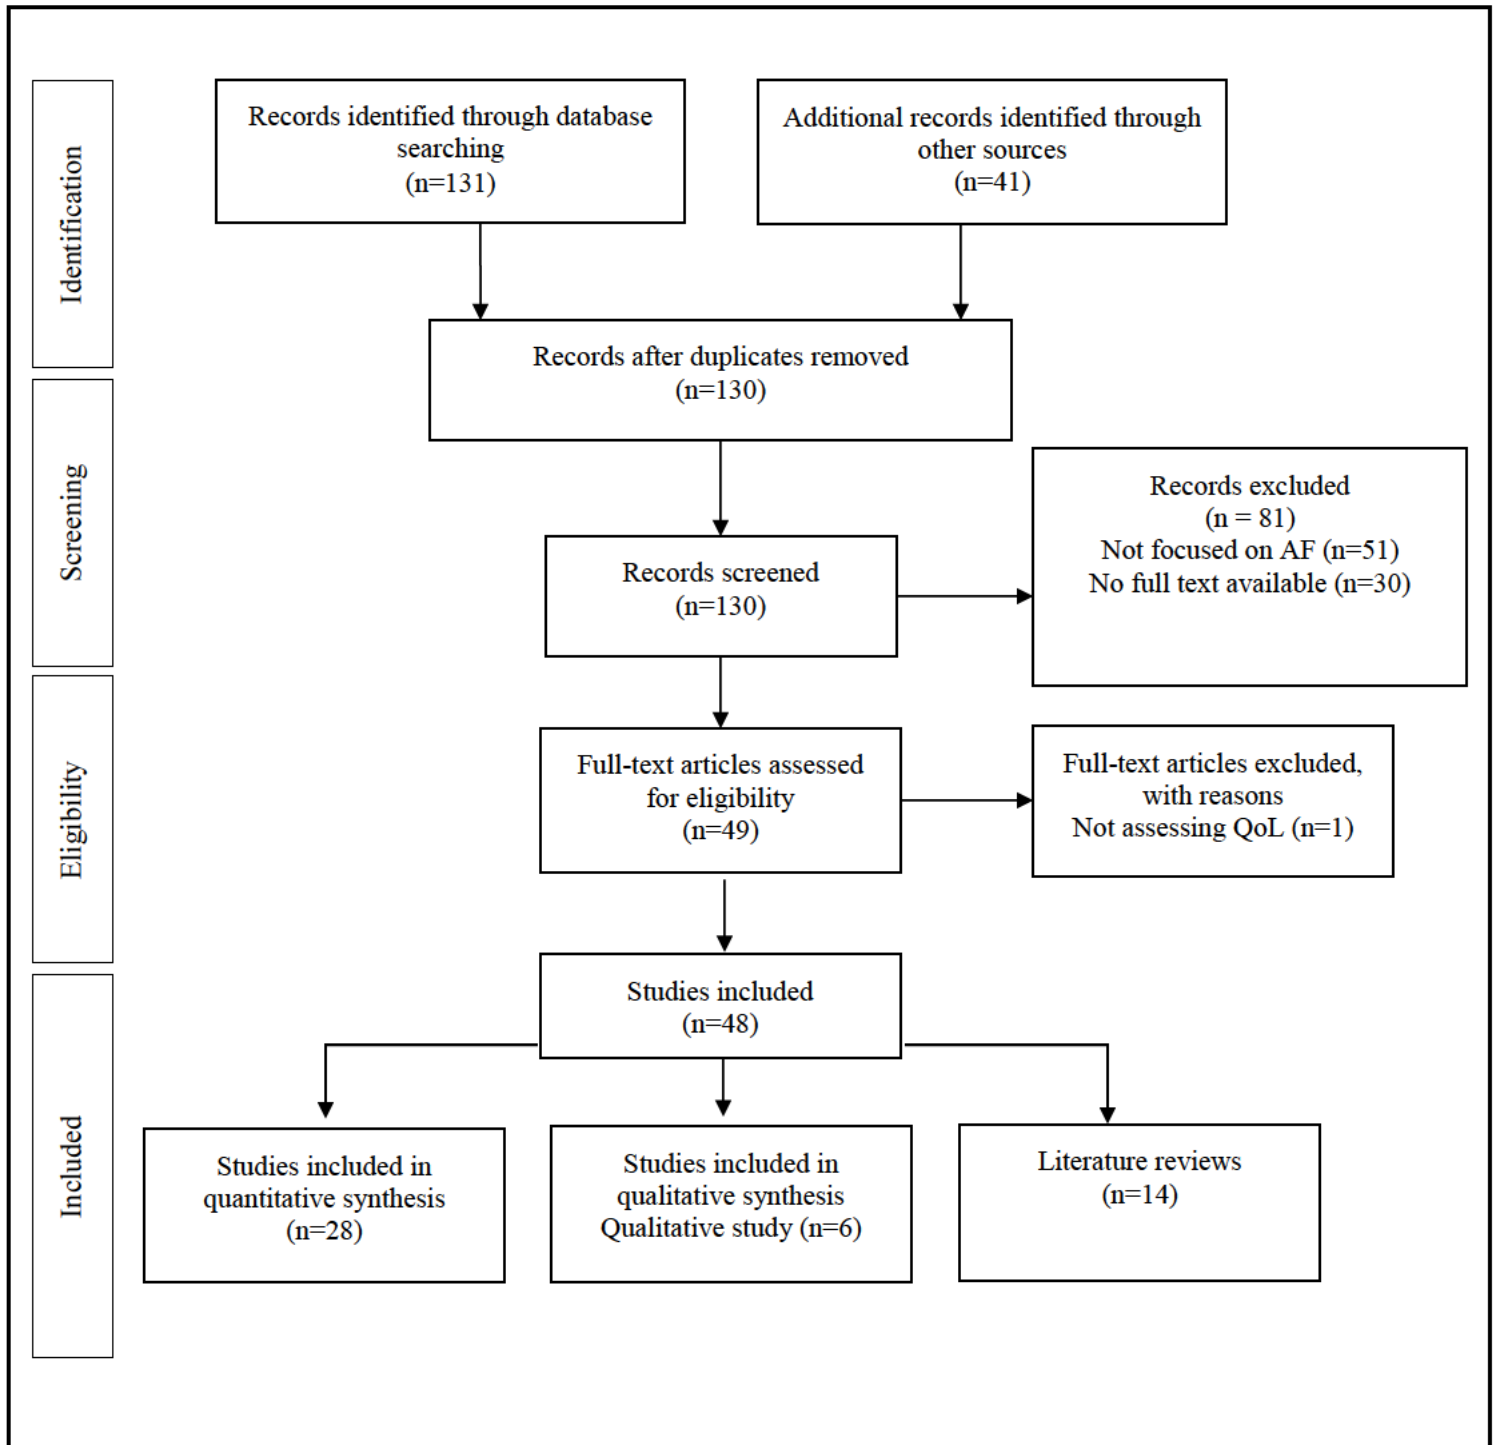 Identification
Records identified through database
searching
(n=131)
Additional records identified through
other sources
(n=41)
Records after duplicates removed
(n=130)
Screening
Records screened
(n=130)
Records excluded
(n = 81)
Not focused on AF (n=51)
No full text available (n=30)
Eligibility
Full-text articles assessed
for eligibility
(n=49)
Full-text articles excluded,
with reasons
Not assessing QoL (n=1)
Included
Studies included
(n=48)
Studies included in
quantitative synthesis
(n=28)
Studies included in
qualitative synthesis
Qualitative study (n=6)
Literature reviews
(n=14)